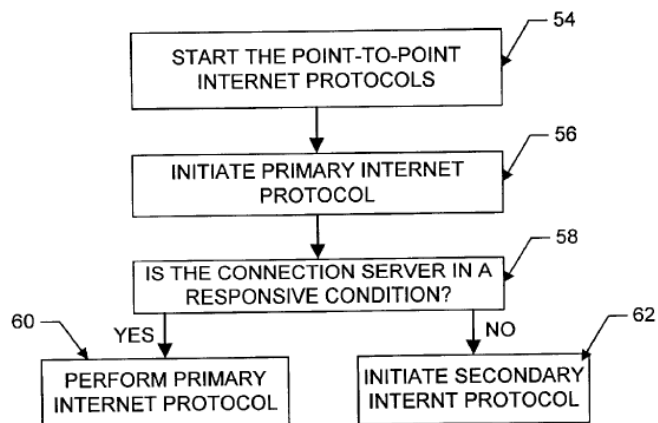 54
START THE POINT-TO-POINT
INTERNET PROTOCOLS
56
INITIATE PRIMARY INTERNET
PROTOCOL
58
IS THE CONNECTION SERVER IN A
RESPONSIVE CONDITION?
60
YES
NO
62
PERFORM PRIMARY
INTERNET PROTOCOL
INITIATE SECONDARY
INTERNT PROTOCOL